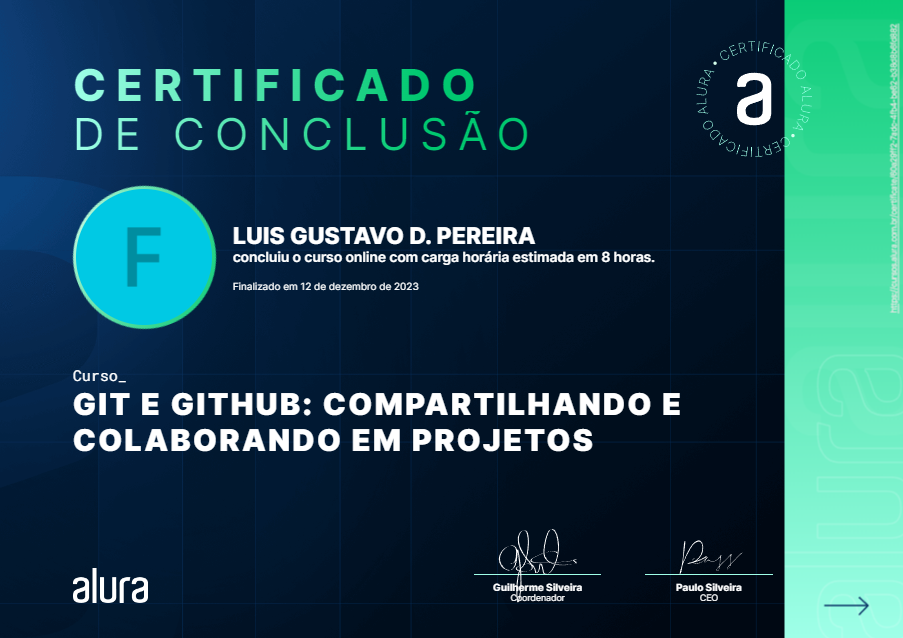 CERTIFICADO
DE CONCLUSÃO
CERTIFICADO ALURA • CERTIFICADO ALURA •
a
F
LUIS GUSTAVO D. PEREIRA
concluiu o curso online com carga horária estimada em 8 horas.
Finalizado em 12 de dezembro de 2023
Curso_
GIT E GITHUB: COMPARTILHANDO E
COLABORANDO EM PROJETOS
alura
Guilherme Silveira
Coordenador
Paulo Silveira
CEO
alura